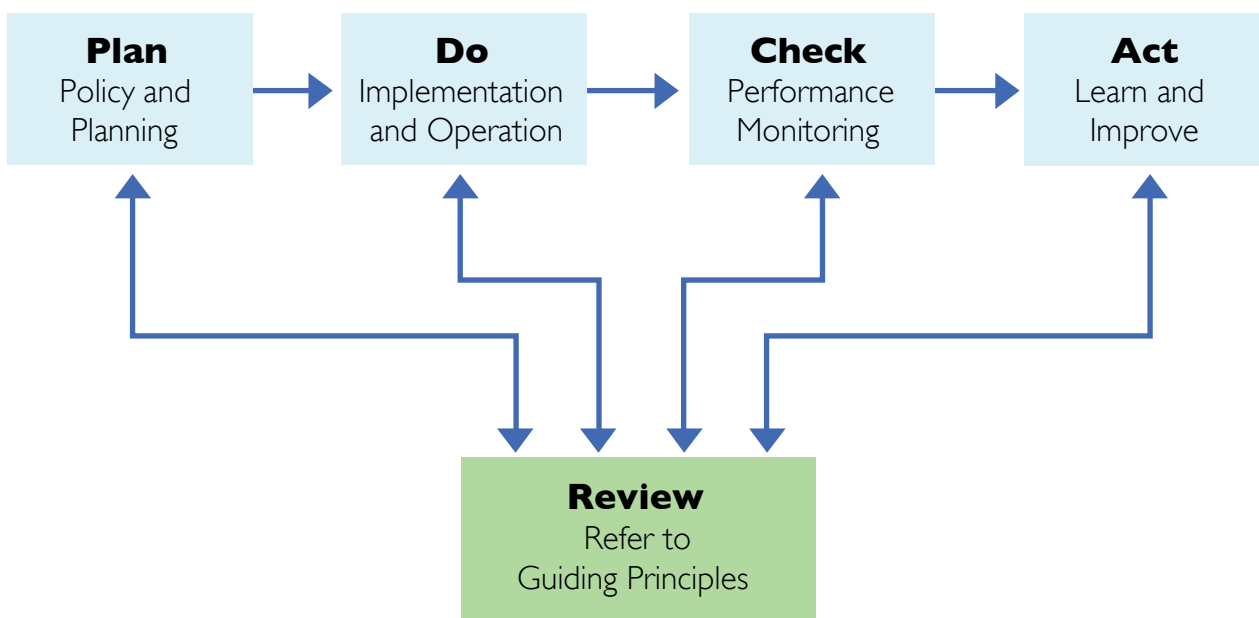 Plan
Policy and
Planning
Do
Implementation
and Operation
Check
Performance
Monitoring
Act
Learn and
Improve
Review
Refer to
Guiding Principles